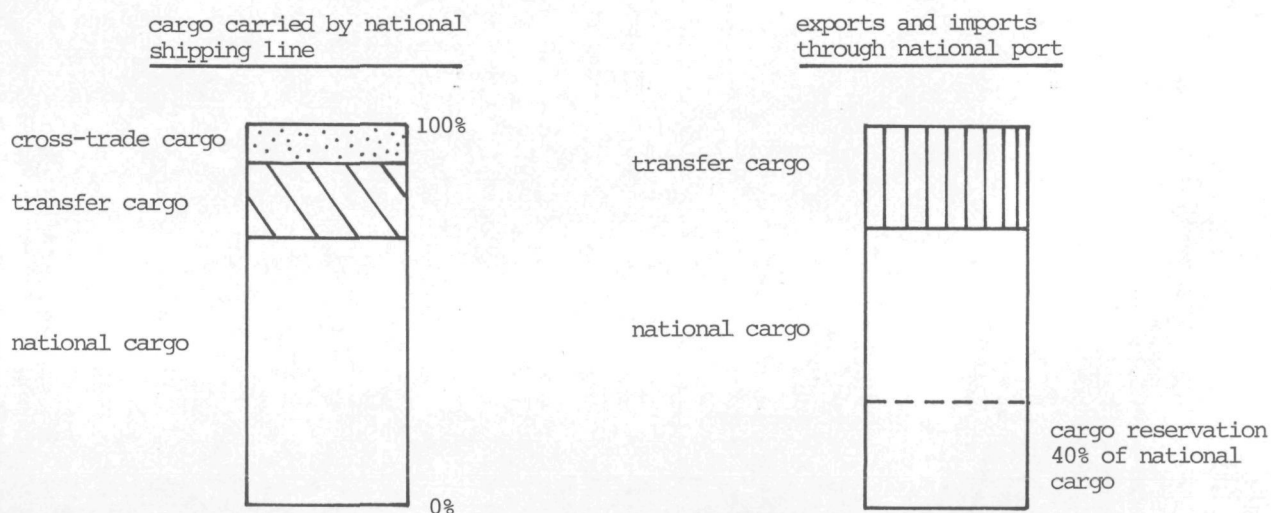 cargo carried by national
shipping line
cross-trade cargo
100%
transfer cargo
national cargo
0%
exports and imports
through national port
transfer cargo
national cargo
cargo reservation
40% of national
cargo